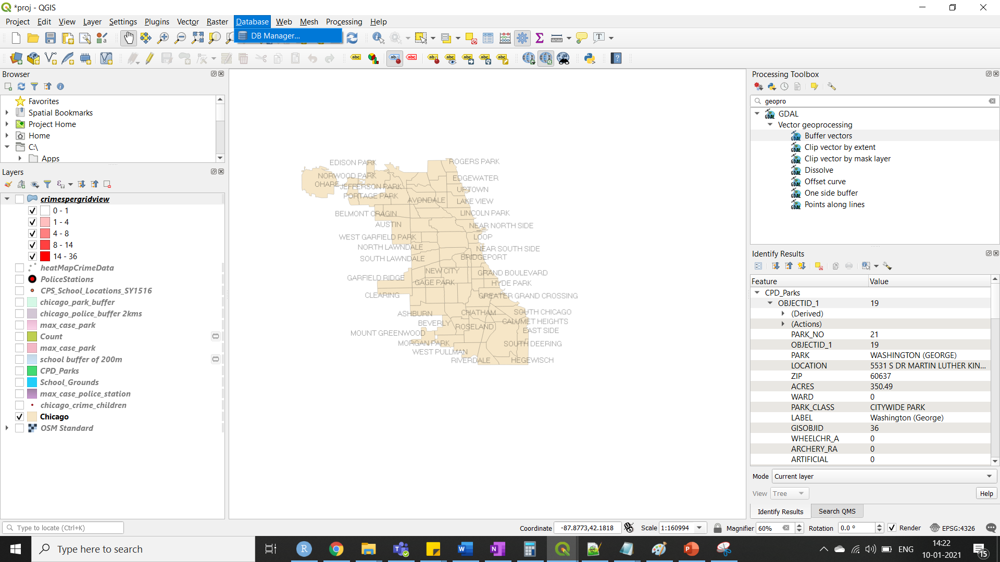 *proj - QGIS
Project Edit View Layer Settings Plugins Vector Raster Database Web Mesh Processing Help
DB Manager...
Browser
Favorites
Spatial Bookmarks
Project Home
Home
C:\
Apps
Layers
crimespergridview
0 - 1
1 - 4
4 - 8
8 - 14
14 - 36
heatMapCrimeData
PoliceStations
CPS_School_Locations_SY1516
chicago_park_buffer
chicago_police_buffer 2kms
max_case_park
Count
max_case_park
school buffer of 200m
CPD_Parks
School_Grounds
max_case_police_station
chicago_crime_children
Chicago
OSM Standard
EDISON PARK
ROGERS PARK
NORWOOD PARK
EDGEWATER
OHARE
JEFFERSON PARK
UPTOWN
PORTAGE PARK
AVONDALE
LAKE VIEW
BELMONT CRAGIN
LINCOLN PARK
AUSTIN
NEAR NORTH SIDE
WEST GARFIELD PARK
LOOP
NORTH LAWNDALE
NEAR SOUTH SIDE
SOUTH LAWNDALE
BRIDGEPORT
NEW CITY
GRAND BOULEVARD
GARFIELD RIDGE
GAGE PARK
HYDE PARK
CLEARING
GREATER GRAND CROSSING
ASHBURN
CHATHAM
SOUTH CHICAGO
BEVERLY
CALUMET HEIGHTS
ROSELAND
EAST SIDE
MOUNT GREENWOOD
MORGAN PARK
SOUTH DEERING
WEST PULLMAN
RIVERDALE
HEGEWISCH
Processing Toolbox
geopro
GDAL
Vector geoprocessing
Buffer vectors
Clip vector by extent
Clip vector by mask layer
Dissolve
Offset curve
One side buffer
Points along lines
Identify Results
Feature Value
CPD_Parks
OBJECTID_1 19
(Derived)
(Actions)
PARK_NO 21
OBJECTID_1 19
PARK WASHINGTON (GEORGE)
LOCATION 5531 S DR MARTIN LUTHER KIN...
ZIP 60637
ACRES 350.49
WARD 0
PARK_CLASS CITYWIDE PARK
LABEL Washington (George)
GISOBJID 36
WHEELCHR_A 0
ARCHERY_RA 0
ARTIFICIAL 0
Mode Current layer
View Tree Help
Identify Results Search QMS
Type to locate (Ctrl+K) Coordinate -87.8773,42.1818 Scale 1:160994 Magnifier 60% Rotation 0.0 ° Render EPSG:4326
Type here to search
ENG
14:22
10-01-2021
15